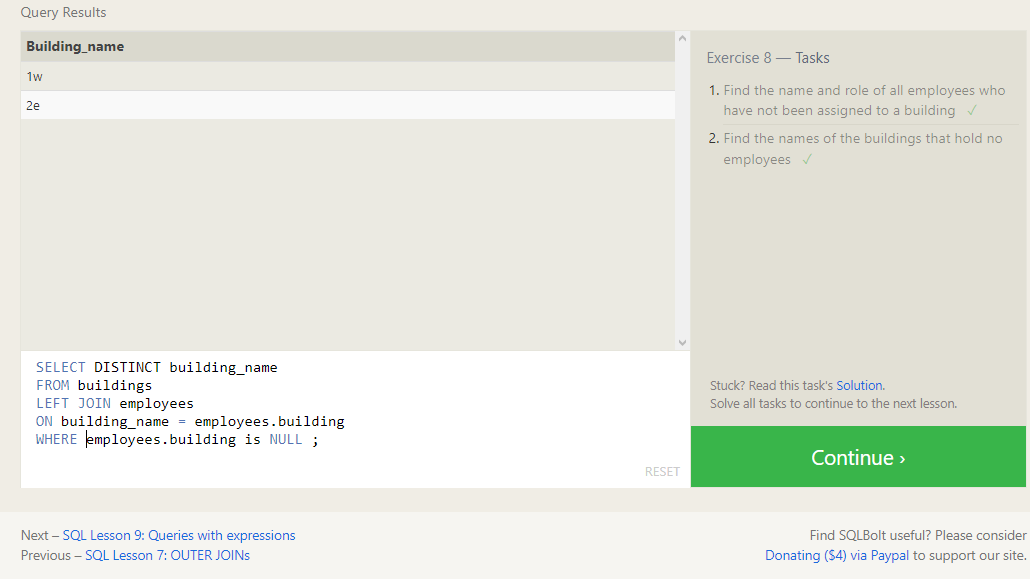 Query Results
Building_name
1w
2e
Exercise 8 — Tasks
1. Find the name and role of all employees who
have not been assigned to a building ✓
2. Find the names of the buildings that hold no
employees ✓
SELECT DISTINCT building_name
FROM buildings
LEFT JOIN employees
ON building_name = employees.building
WHERE employees.building is NULL ;
RESET
Stuck? Read this task's Solution.
Solve all tasks to continue to the next lesson.
Continue ›
Next – SQL Lesson 9: Queries with expressions
Previous – SQL Lesson 7: OUTER JOINs
Find SQLBolt useful? Please consider
Donating ($4) via Paypal to support our site.